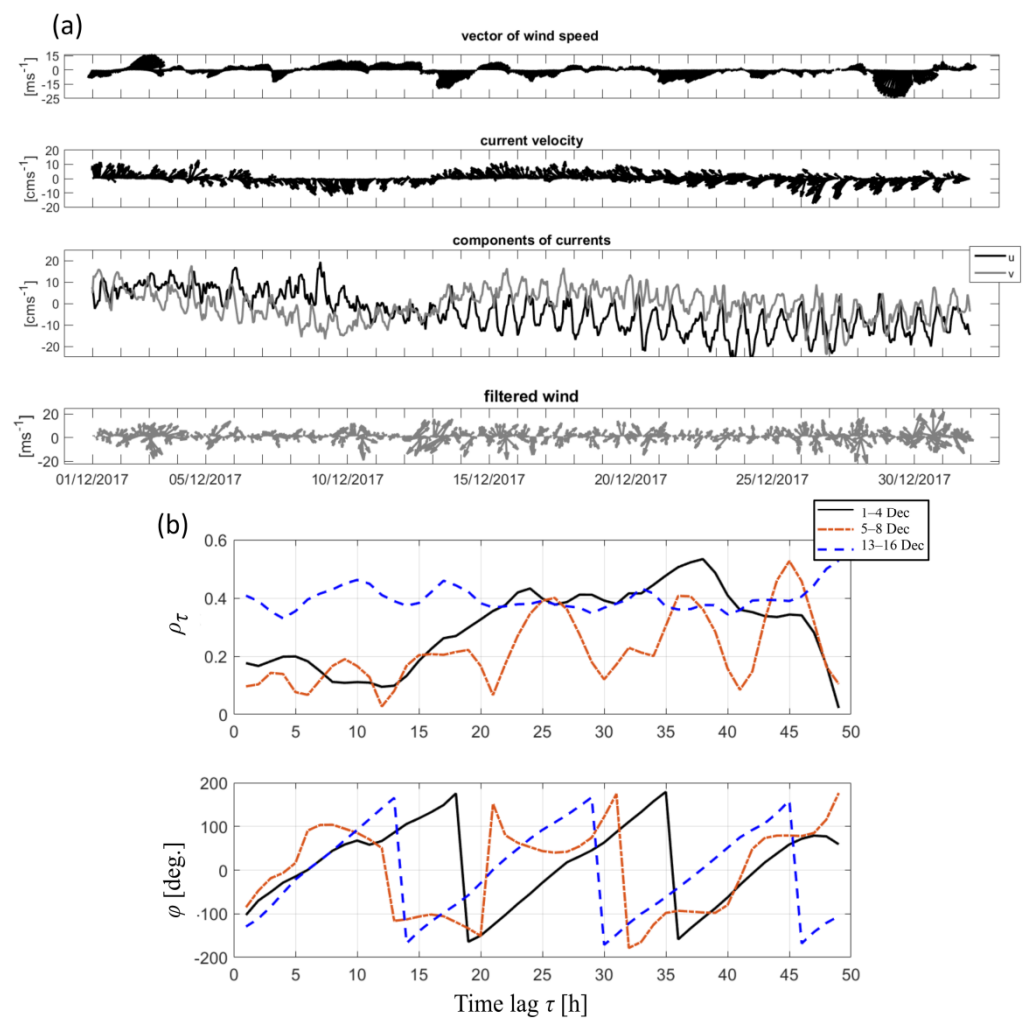 (a)
vector of wind speed
15
0
-10
-25
[ms⁻¹]
current velocity
20
10
0
-10
-20
[cms⁻¹]
components of currents
20
10
0
-10
-20
[cms⁻¹]
u
v
filtered wind
20
0
-20
[ms⁻¹]
01/12/2017 05/12/2017 10/12/2017 15/12/2017 20/12/2017 25/12/2017 30/12/2017
(b)
1–4 Dec
5–8 Dec
13–16 Dec
0.6
0.4
0.2
0
ρτ
0 5 10 15 20 25 30 35 40 45 50
200
100
0
-100
-200
φ [deg.]
0 5 10 15 20 25 30 35 40 45 50
Time lag τ [h]